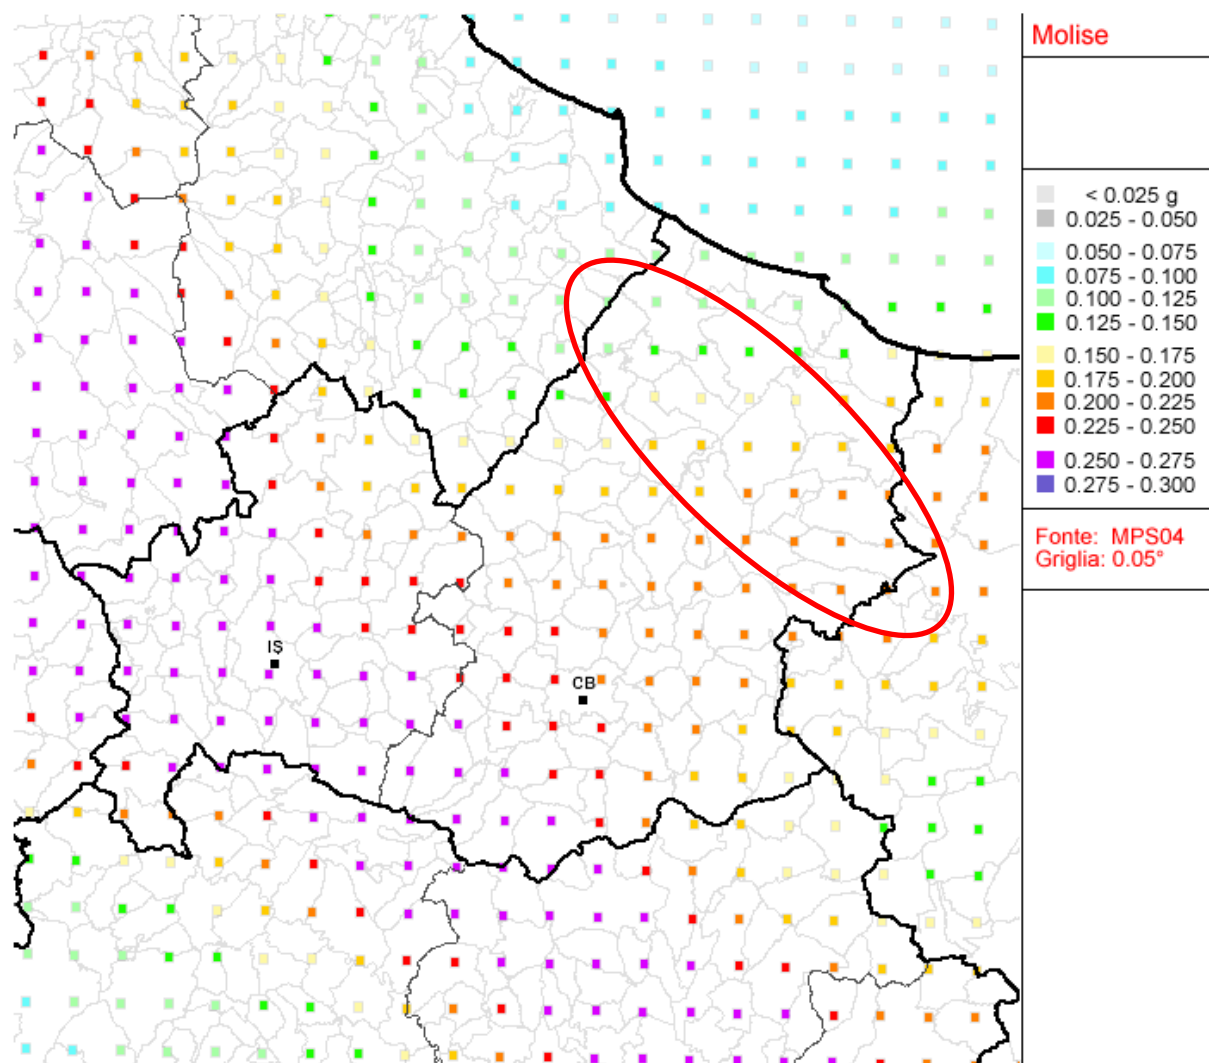 Molise
< 0.025 g
0.025 - 0.050
0.050 - 0.075
0.075 - 0.100
0.100 - 0.125
0.125 - 0.150
0.150 - 0.175
0.175 - 0.200
0.200 - 0.225
0.225 - 0.250
0.250 - 0.275
0.275 - 0.300
Fonte: MPS04
Griglia: 0.05°
IS
CB